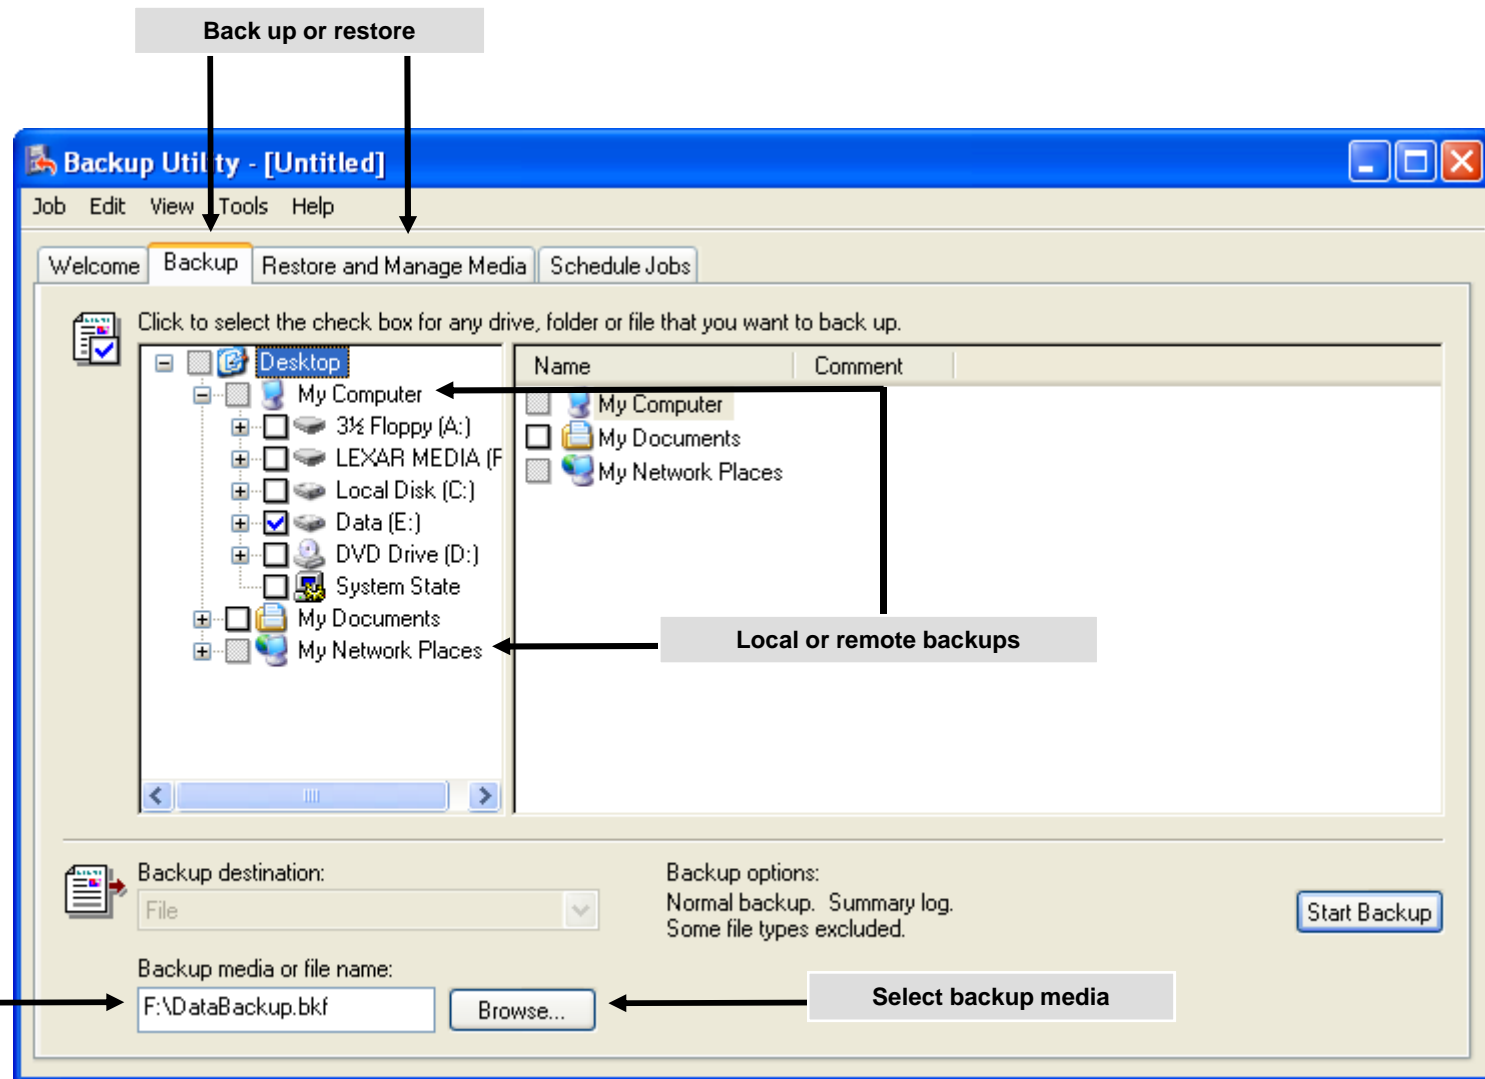 Back up or restore
Backup Utility - [Untitled]
Job Edit View Tools Help
Welcome Backup Restore and Manage Media Schedule Jobs
Click to select the check box for any drive, folder or file that you want to back up.
Desktop
My Computer
3½ Floppy (A:)
LEXAR MEDIA (F
Local Disk (C:)
Data (E:)
DVD Drive (D:)
System State
My Documents
My Network Places
Name Comment
My Computer
My Documents
My Network Places
Local or remote backups
Backup destination:
File
Backup options:
Normal backup. Summary log.
Some file types excluded.
Start Backup
Backup media or file name:
F:\DataBackup.bkf
Browse...
Select backup media